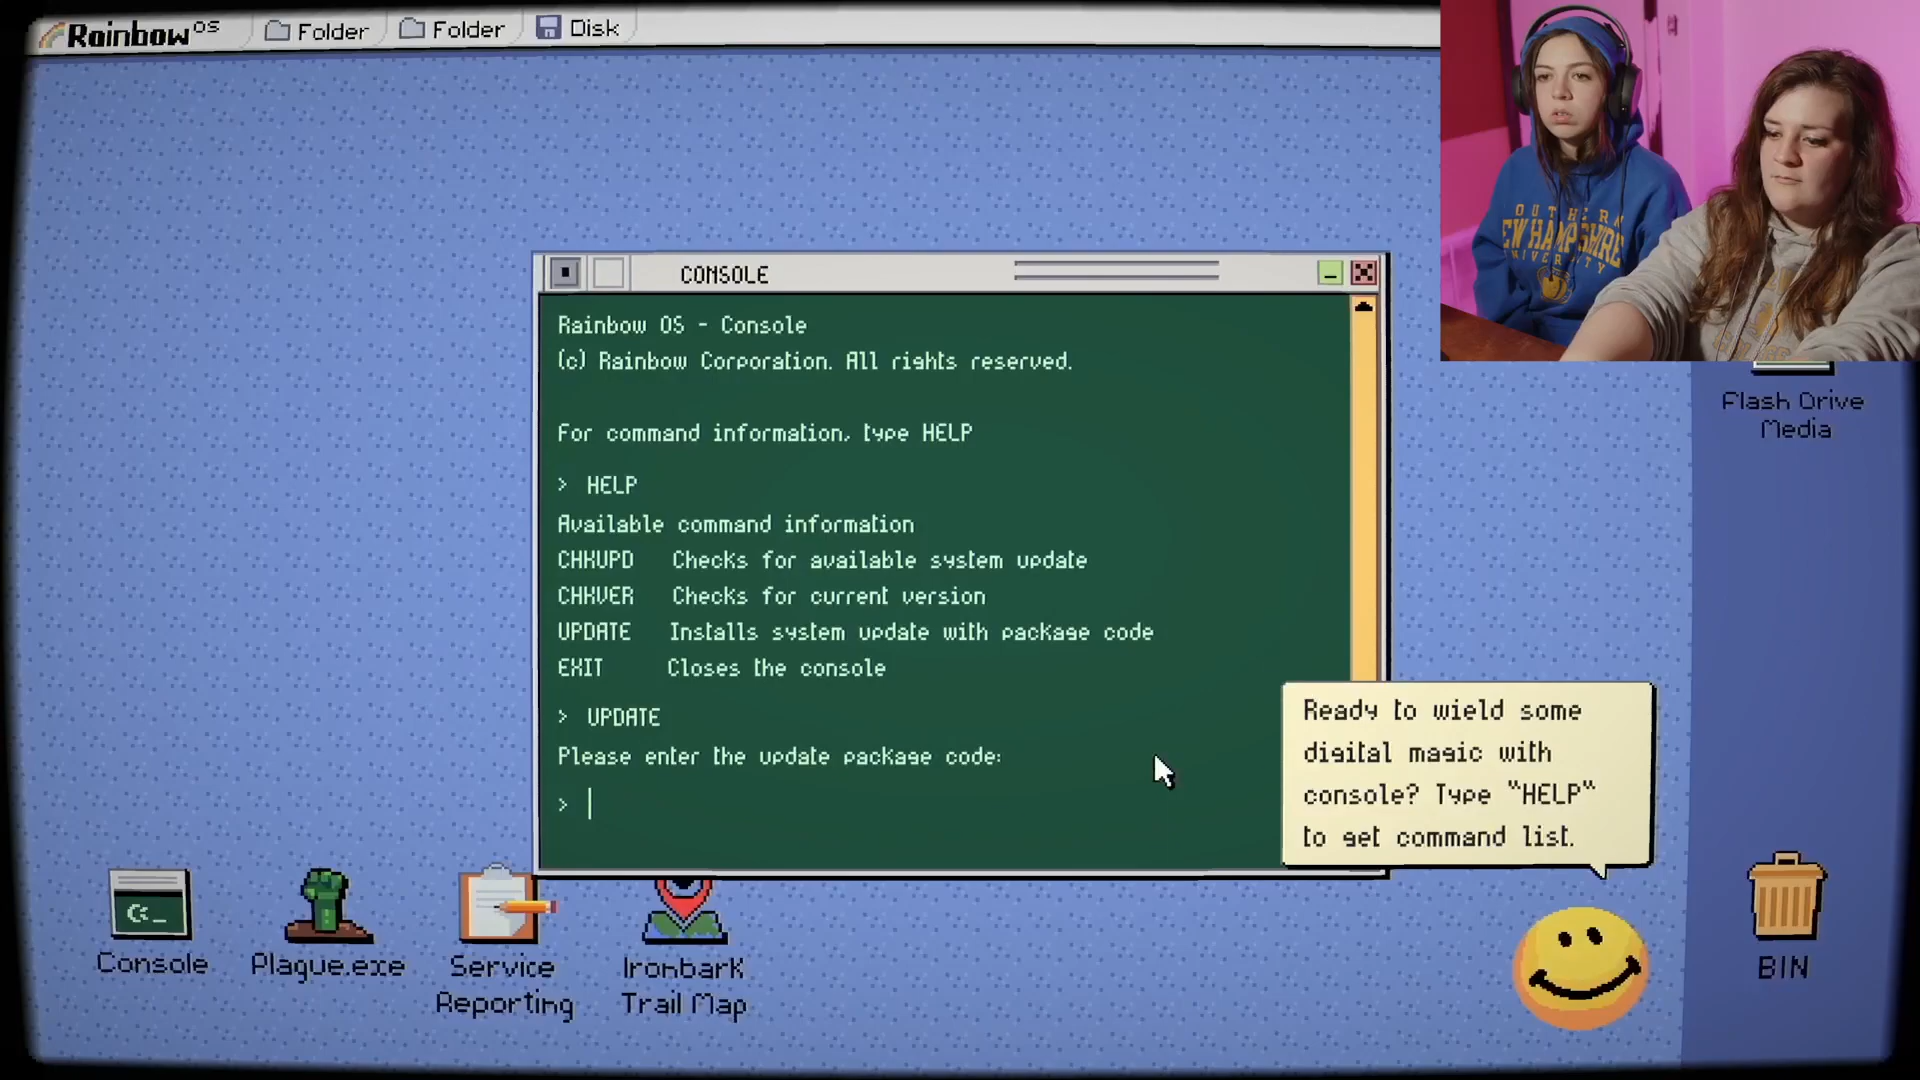 Rainbow OS
Folder
Folder
Disk
CONSOLE
Rainbow OS - Console
(c) Rainbow Corporation. All rights reserved.
For command information, type HELP
> HELP
Available command information
CHKUPD Checks for available system update
CHKVER Checks for current version
UPDATE Installs system update with package code
EXIT Closes the console
> UPDATE
Please enter the update package code:
>
Ready to wield some
digital magic with
console? Type "HELP"
to get command list.
Flash Drive
Media
Console
Plague.exe
Service
Reporting
Ironbark
Trail Map
BIN
OUTHERN
EW HAMPSHIRE
NIVERSITY